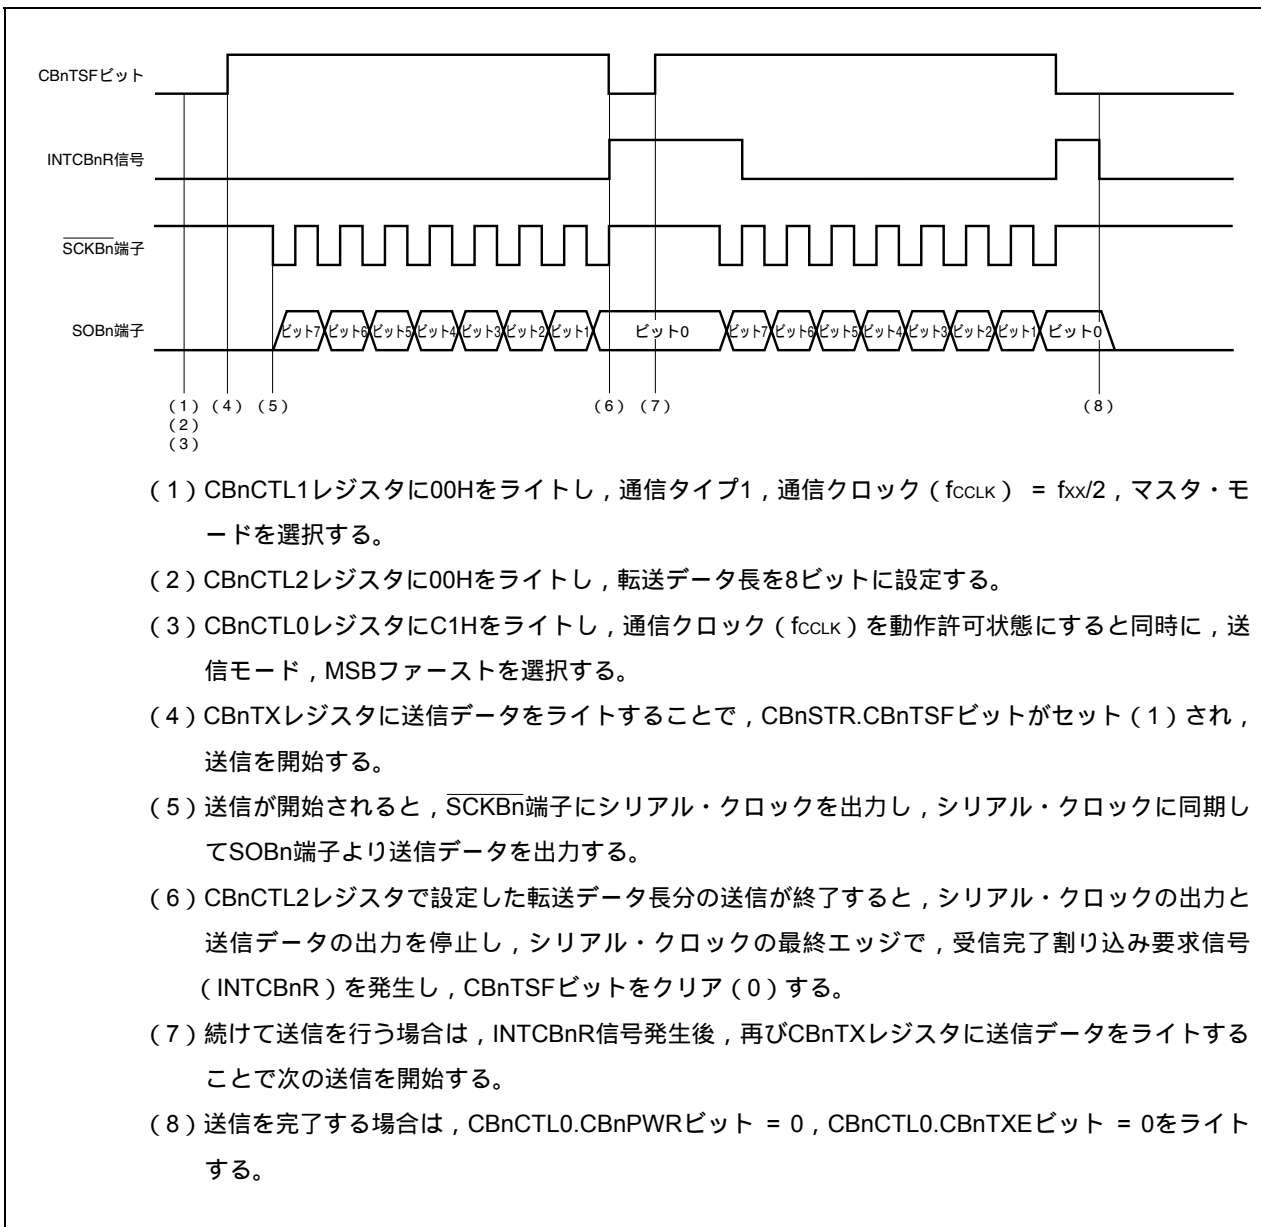 CBnTSFビット
INTCBnR信号
SCKBn端子
SOBn端子
ビット7 ビット6 ビット5 ビット4 ビット3 ビット2 ビット1 ビット0 ビット7 ビット6 ビット5 ビット4 ビット3 ビット2 ビット1 ビット0
（1）（4）（5） （6）（7） （8）
（2）
（3）
（1）CBnCTL1レジスタに00Hをライトし，通信タイプ1，通信クロック（fCCLK） = fXX/2，マスタ・モ
ードを選択する。
（2）CBnCTL2レジスタに00Hをライトし，転送データ長を8ビットに設定する。
（3）CBnCTL0レジスタにC1Hをライトし，通信クロック（fCCLK）を動作許可状態にすると同時に，送
信モード，MSBファーストを選択する。
（4）CBnTXレジスタに送信データをライトすることで，CBnSTR.CBnTSFビットがセット（1）され，
送信を開始する。
（5）送信が開始されると，SCKBn端子にシリアル・クロックを出力し，シリアル・クロックに同期し
てSOBn端子より送信データを出力する。
（6）CBnCTL2レジスタで設定した転送データ長分の送信が終了すると，シリアル・クロックの出力と
送信データの出力を停止し，シリアル・クロックの最終エッジで，受信完了割り込み要求信号
（INTCBnR）を発生し，CBnTSFビットをクリア（0）する。
（7）続けて送信を行う場合は，INTCBnR信号発生後，再びCBnTXレジスタに送信データをライトする
ことで次の送信を開始する。
（8）送信を完了する場合は，CBnCTL0.CBnPWRビット = 0，CBnCTL0.CBnTXEビット = 0をライト
する。